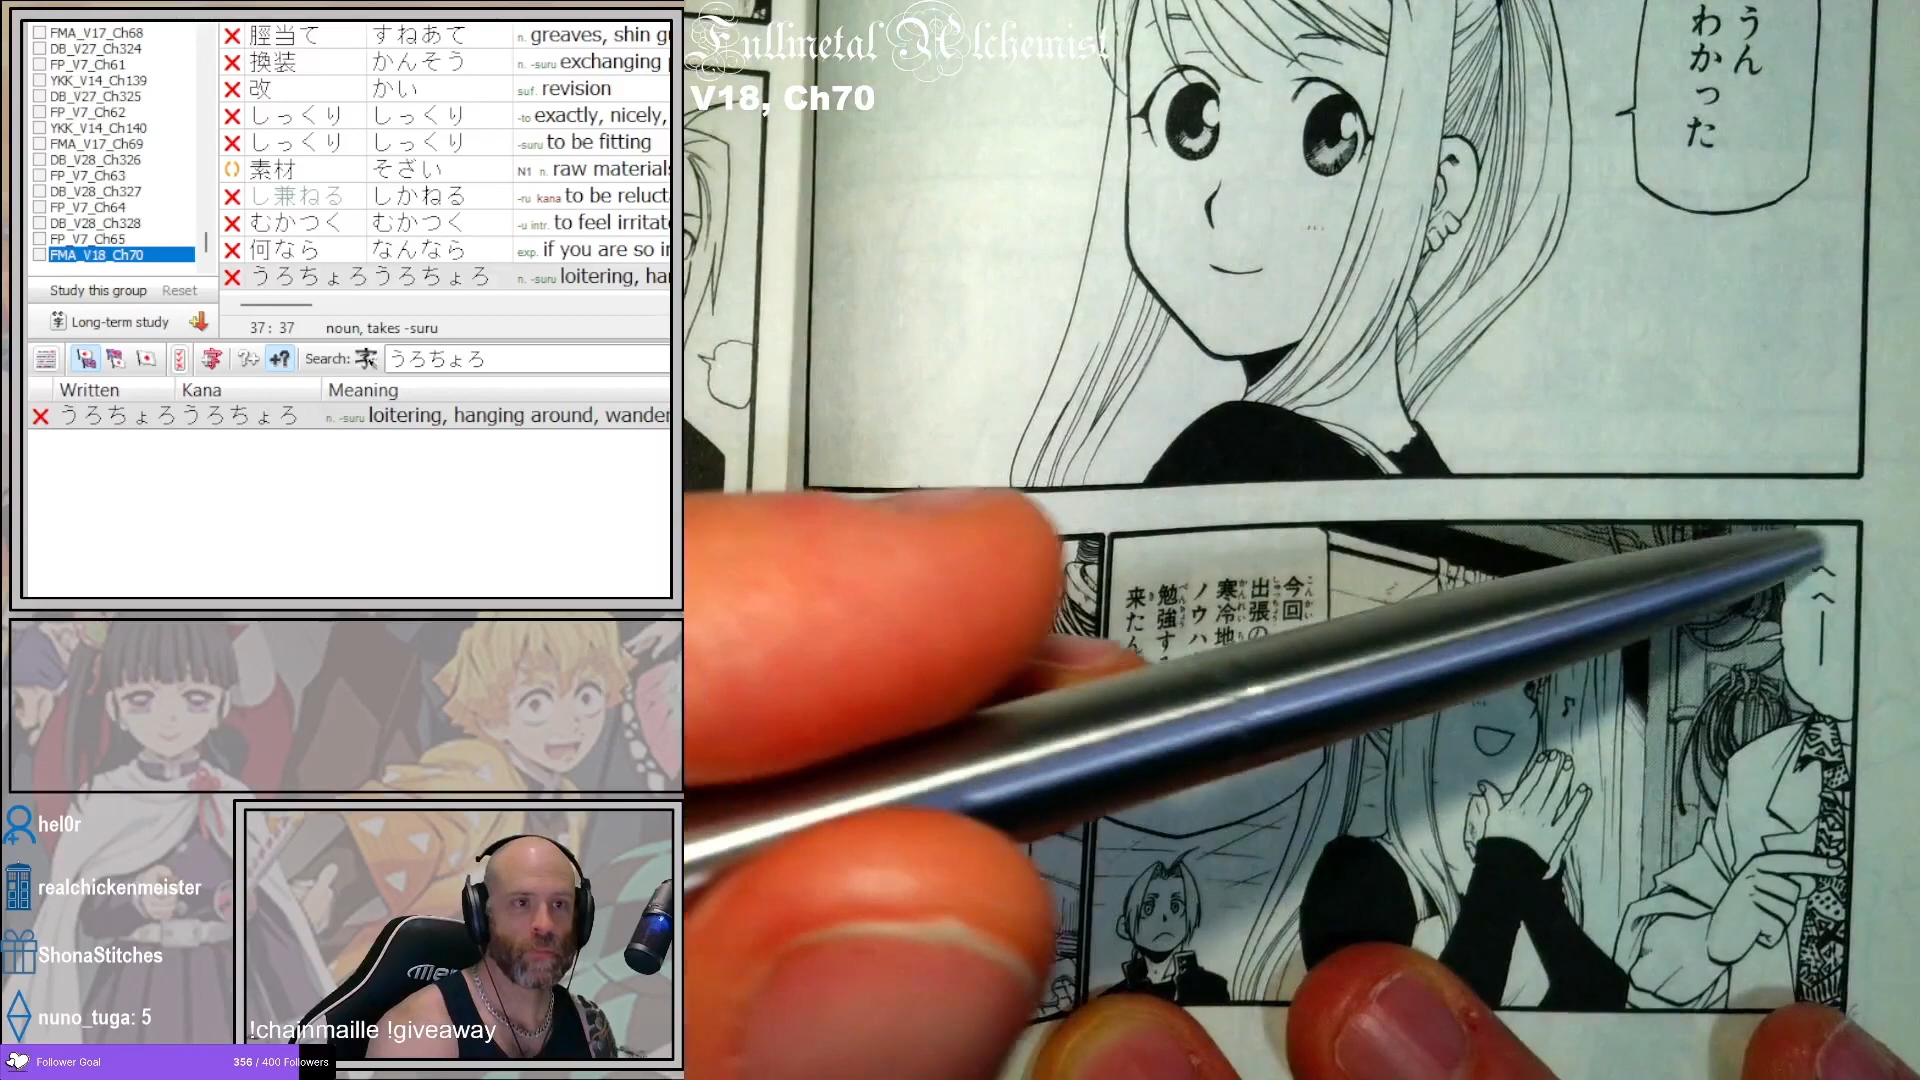 FMA_V17_Ch68
DB_V27_Ch324
FP_V7_Ch61
YKK_V14_Ch139
DB_V27_Ch325
FP_V7_Ch62
YKK_V14_Ch140
FMA_V17_Ch69
DB_V28_Ch326
FP_V7_Ch63
DB_V28_Ch327
FP_V7_Ch64
DB_V28_Ch328
FP_V7_Ch65
FMA_V18_Ch70
Study this group Reset
Long-term study
脛当て すねあて n. greaves, shin
換装 かんそう n. -suru exchanging
改 かい suf. revision
しっくり しっくり -to exactly, nicely,
しっくり しっくり -suru to be fitting
素材 そざい N1 n. raw materials
し兼ねる しかねる -ru kana to be
むかつく むかつく -u intr. to feel
何なら なんなら exp. if you are so
うろちょろうろちょろ n. -suru loitering,
37: 37 noun, takes -suru
Search: 字 うろちょろ
Written Kana Meaning
うろちょろうろちょろ n. -suru loitering, hanging around,
Fullmetal Alchemist
V18, Ch70
うん
わかった
へへー
今回
出張の
寒冷地
ノウハ
勉強す
来たん
hel0r
realchickenmeister
ShonaStitches
nuno_tuga: 5
!chainmaille !giveaway
Follower Goal 356 / 400 Followers